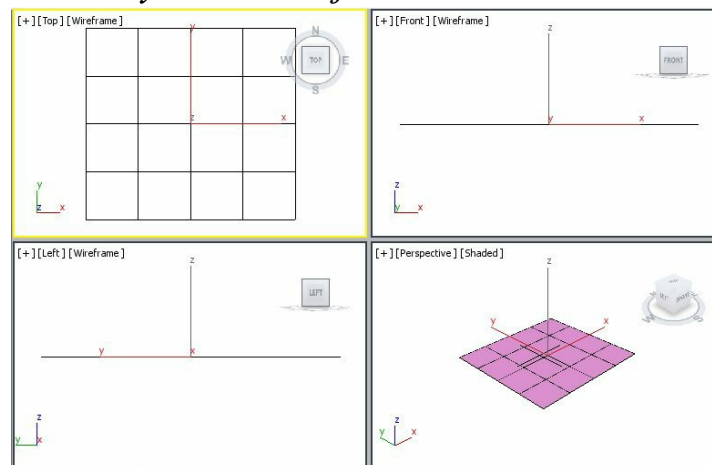 [+][Top][Wireframe]
y
N
W TOP E
S
z x
y
z x
[+][Front][Wireframe]
z
FRONT
y x
z
y x
[+][Left][Wireframe]
z
LEFT
y x
z
y x
[+][Perspective][Shaded]
z
y x
z
y x